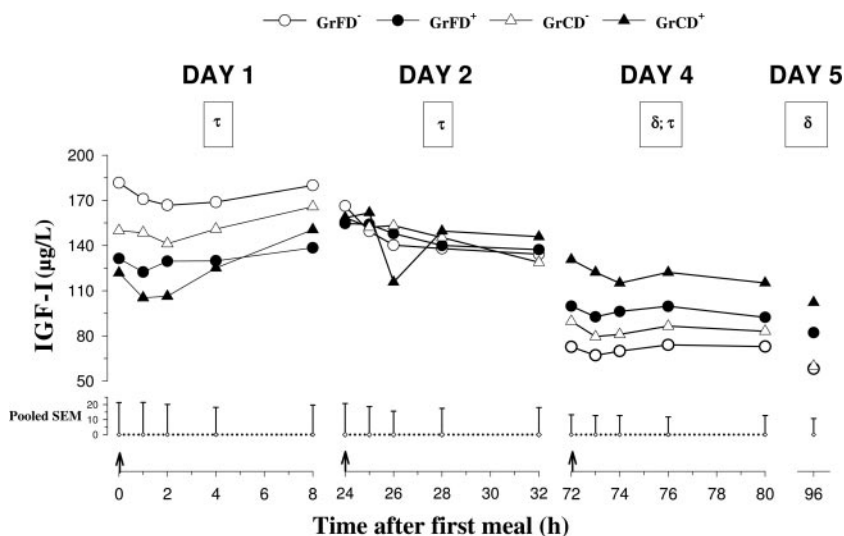 GrFD⁻ GrFD⁺ GrCD⁻ GrCD⁺
DAY 1 DAY 2 DAY 4 DAY 5
τ τ δ; τ δ
IGF-I (µg/L)
200
170
140
110
80
50
Pooled SEM
20
10
0
0 2 4 6 8 24 26 28 30 32 72 74 76 78 80 96
Time after first meal (h)